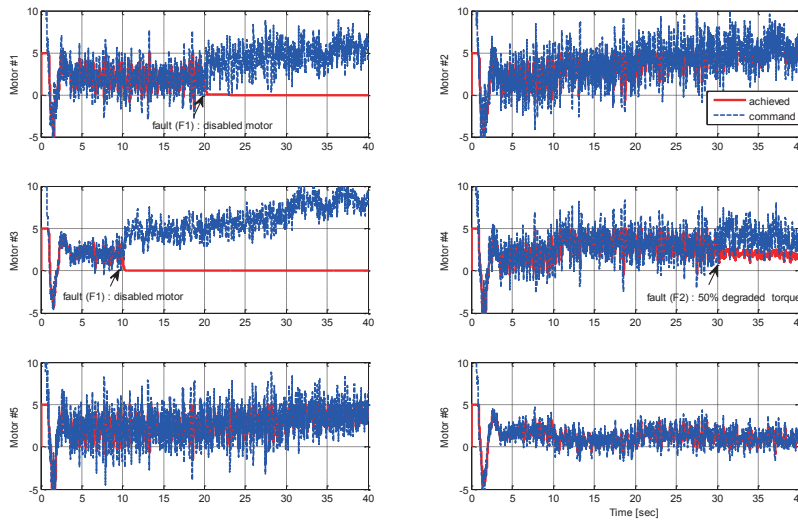 10
5
0
-5
Motor #1
fault (F1) : disabled motor
0 5 10 15 20 25 30 35 40
10
5
0
-5
Motor #2
achieved
command
0 5 10 15 20 25 30 35 40
10
5
0
-5
Motor #3
fault (F1) : disabled motor
0 5 10 15 20 25 30 35 40
10
5
0
-5
Motor #4
fault (F2) : 50% degraded torque
0 5 10 15 20 25 30 35 40
10
5
0
-5
Motor #5
0 5 10 15 20 25 30 35 40
10
5
0
-5
Motor #6
0 5 10 15 20 25 30 35 40
Time [sec]